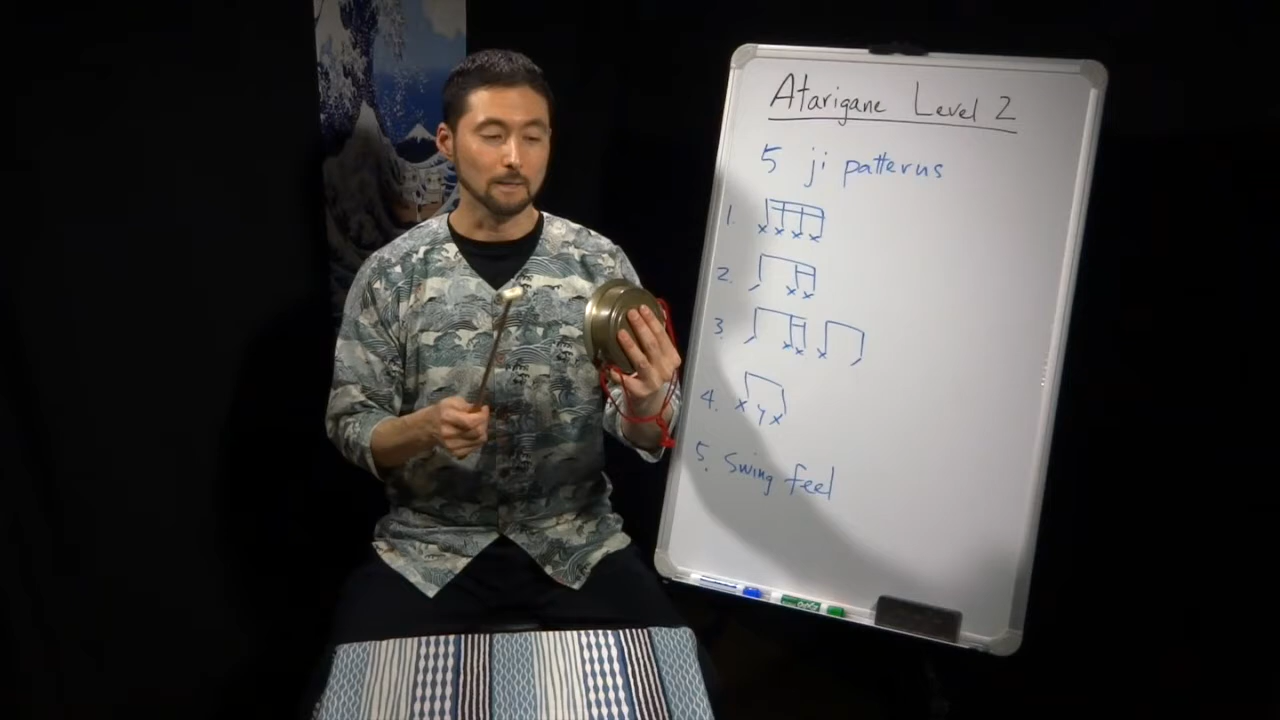 Atarigane Level 2
5 ji patterns
1.
2.
3.
4.
5. Swing feel